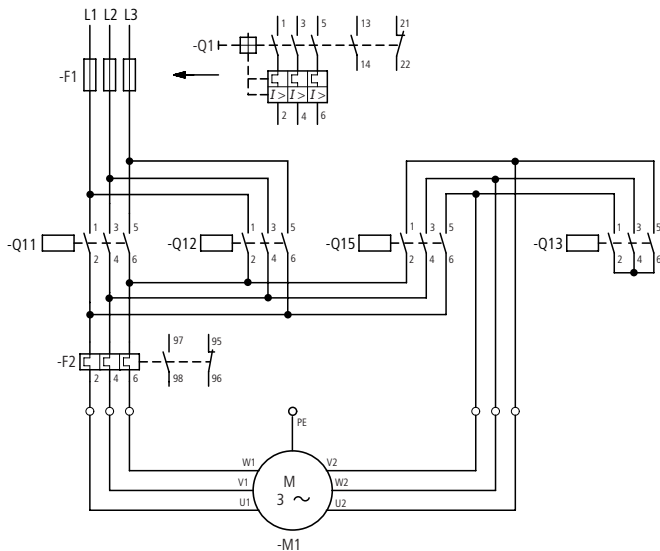 L1 L2 L3
1 3 5 13 21
-Q1
-F1
14 22
I> I> I>
2 4 6
1 3 5 1 3 5 1 3 5 1 3 5
-Q11 -Q12 -Q15 -Q13
2 4 6 2 4 6 2 4 6 2 4 6
97 95
-F2
2 4 6 98 96
PE
W1 V2
M
V1 W2
3 ~
U1 U2
-M1